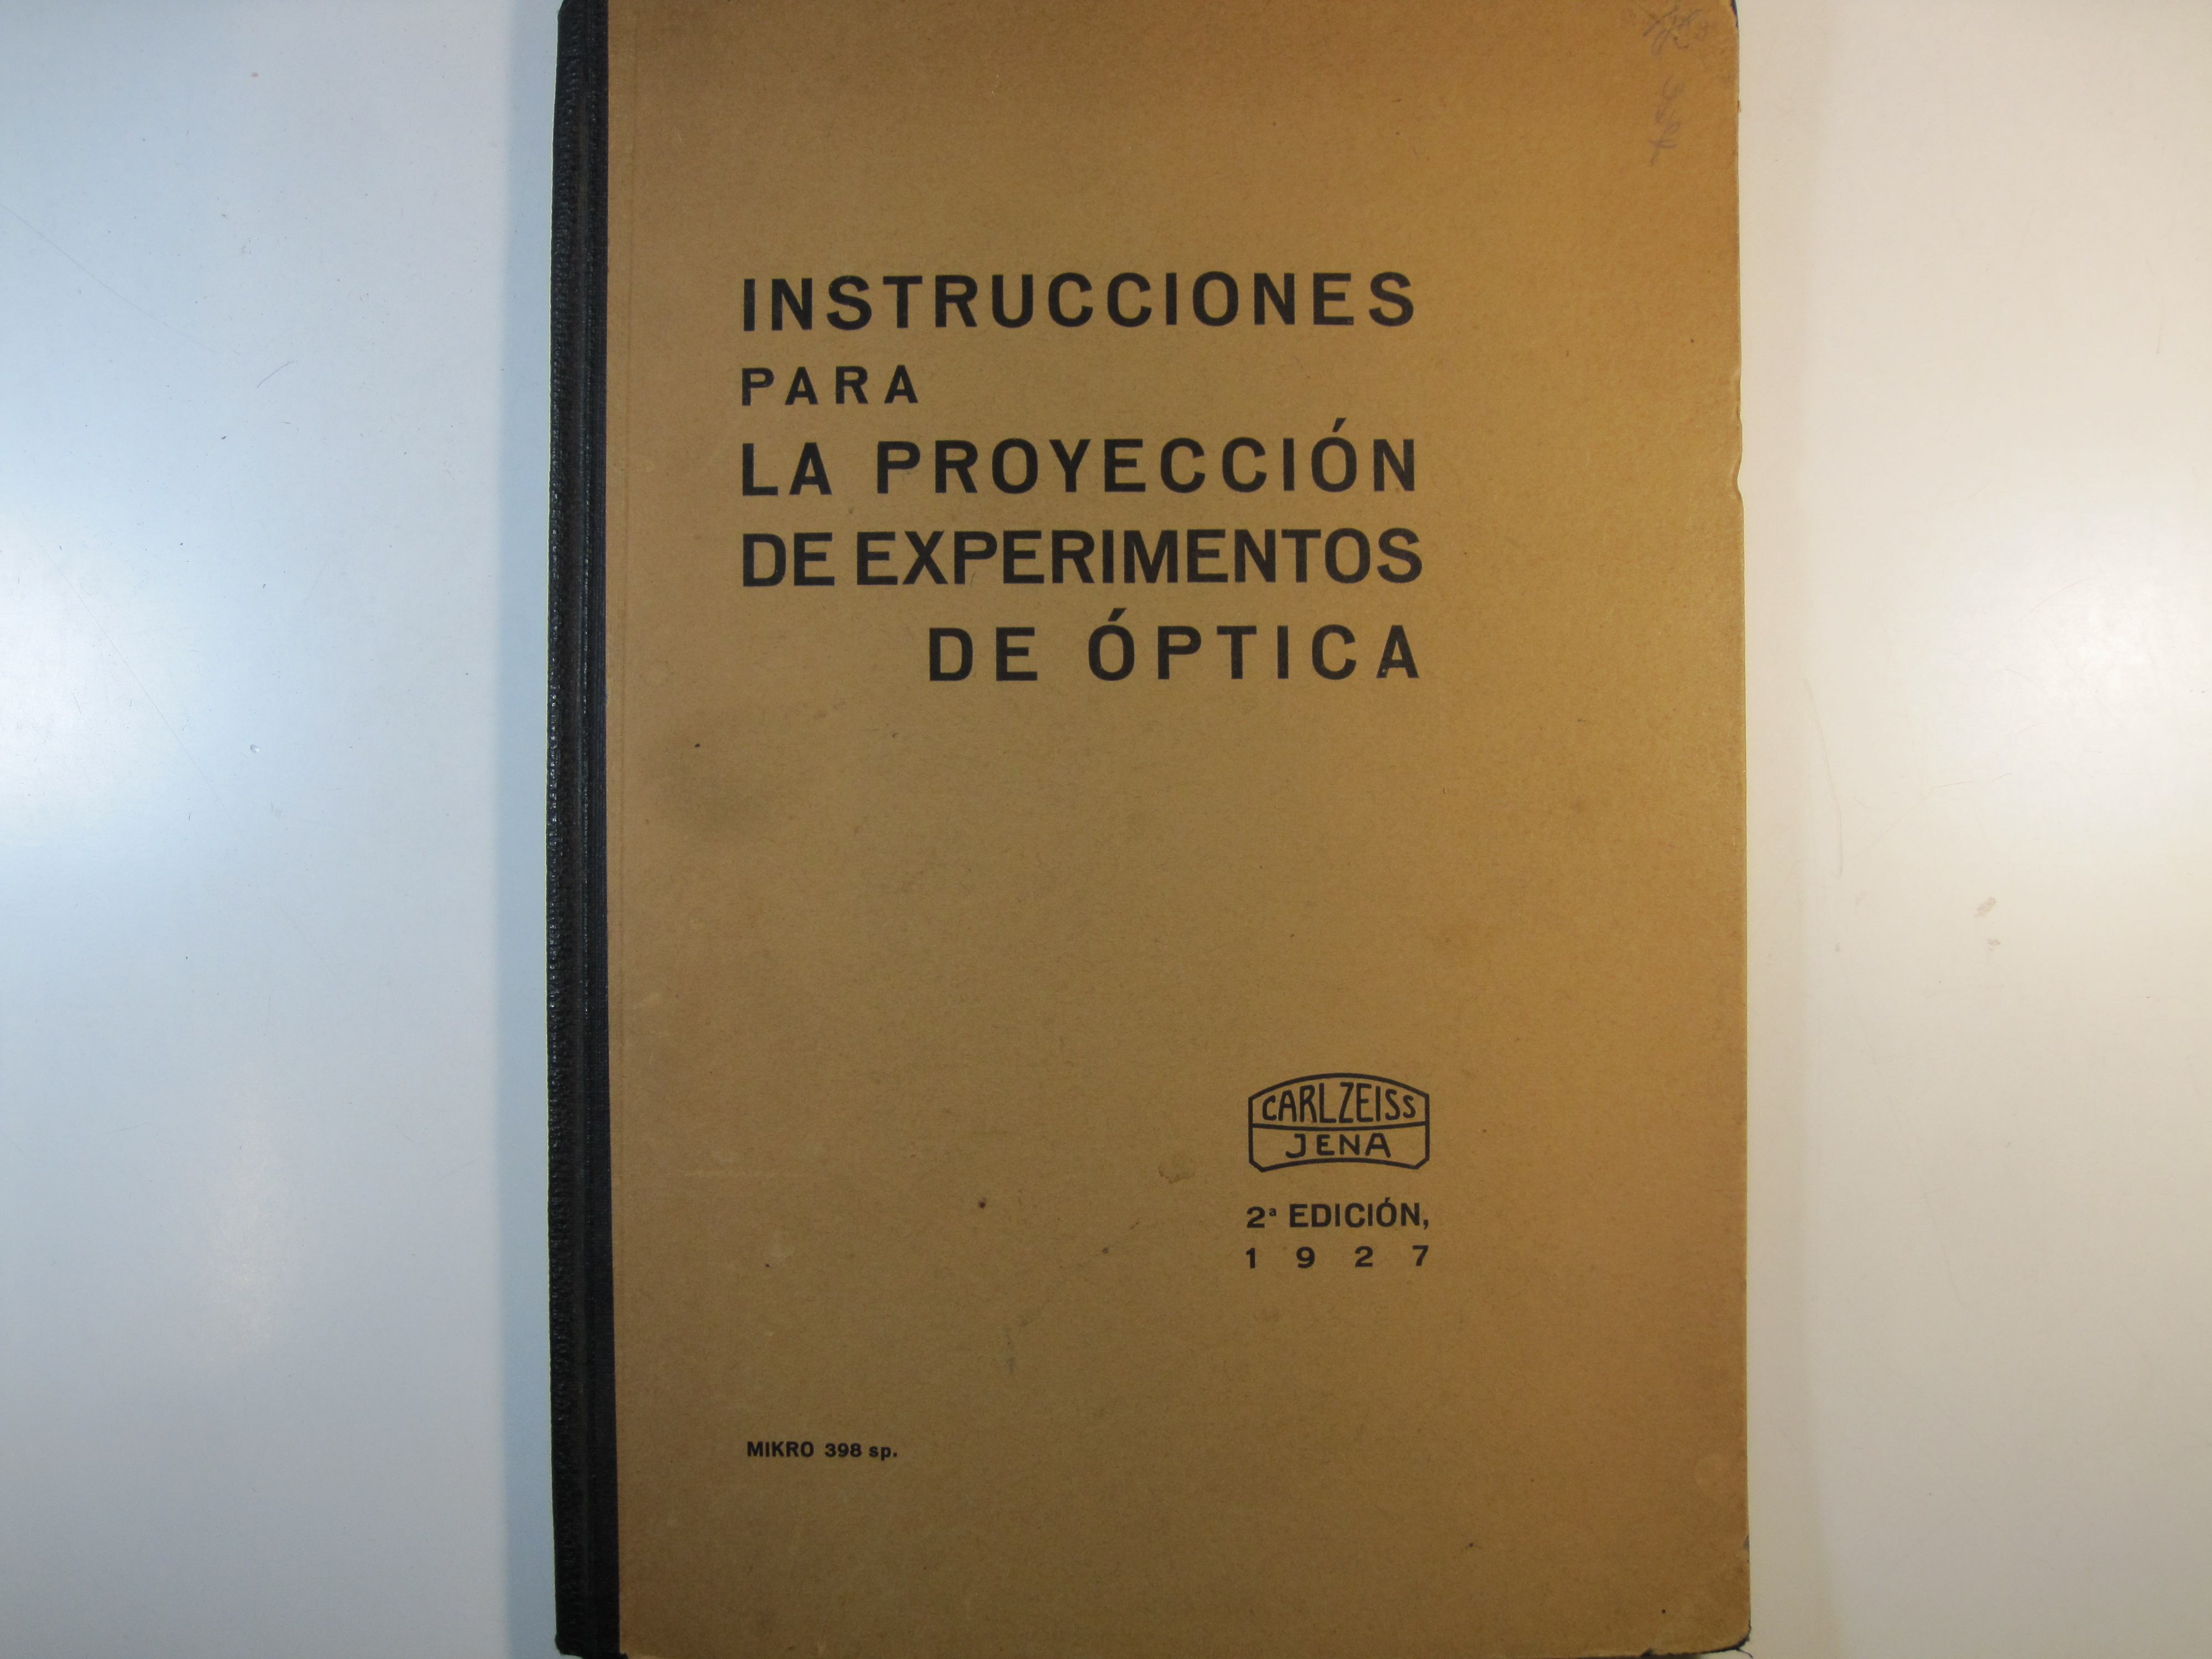 INSTRUCCIONES
PARA
LA PROYECCIÓN
DE EXPERIMENTOS
DE ÓPTICA
CARL ZEISS
JENA
2ª EDICIÓN,
1927
MIKRO 398 sp.